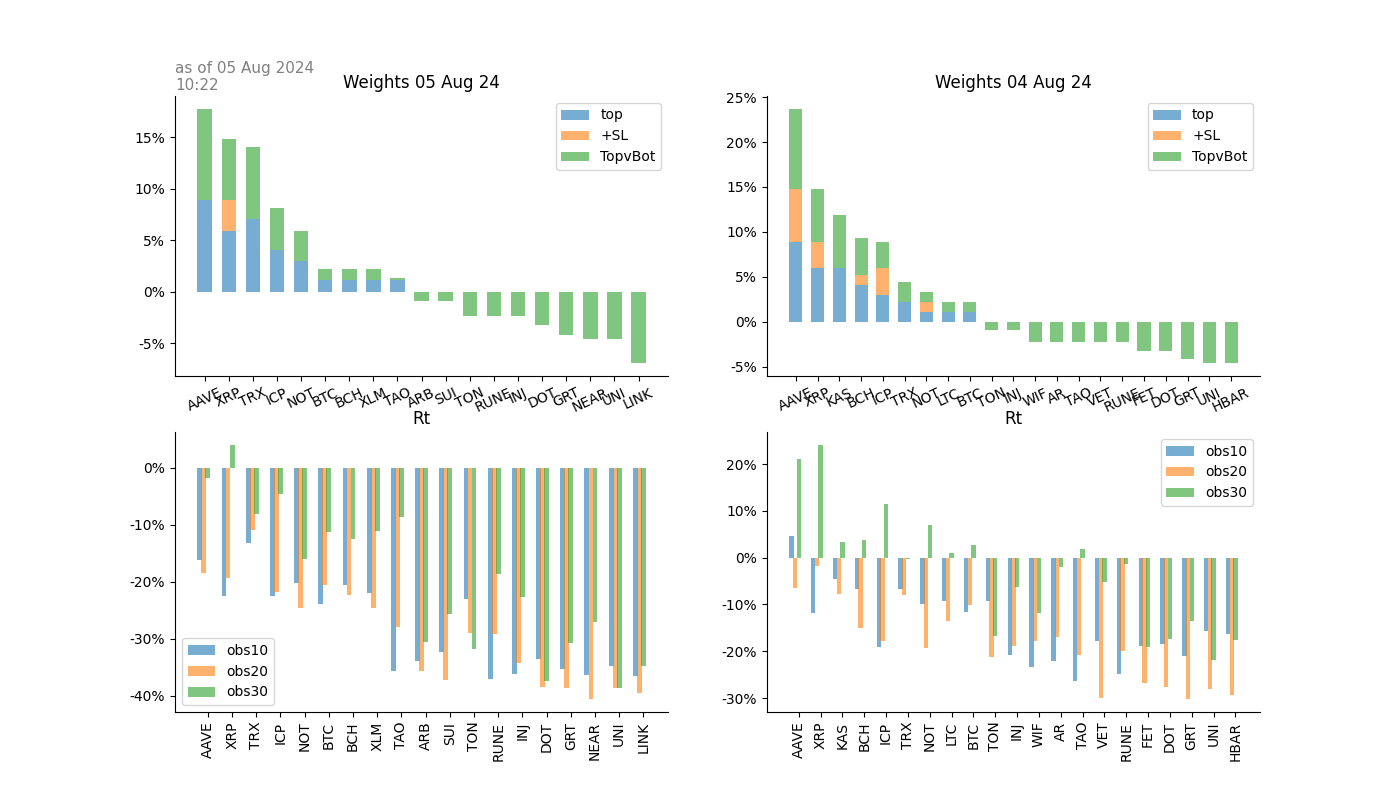 as of 05 Aug 2024
10:22
Weights 05 Aug 24
top
+SL
TopvBot
15%
10%
5%
0%
-5%
AAVE XRP TRX ICP NOT BTC BCH XLM TAO ARB SUI TON RUNE INJ DOT GRT NEAR UNI LINK
Weights 04 Aug 24
top
+SL
TopvBot
25%
20%
15%
10%
5%
0%
-5%
AAVE XRP KAS BCH ICP TRX NOT LTC BTC TON INJ WIF AR TAO VET RUNE FET DOT GRT UNI HBAR
Rt
0%
-10%
-20%
-30%
-40%
obs10
obs20
obs30
AAVE XRP TRX ICP NOT BTC BCH XLM TAO ARB SUI TON RUNE INJ DOT GRT NEAR UNI LINK
Rt
obs10
obs20
obs30
20%
10%
0%
-10%
-20%
-30%
AAVE XRP KAS BCH ICP TRX NOT LTC BTC TON INJ WIF AR TAO VET RUNE FET DOT GRT UNI HBAR